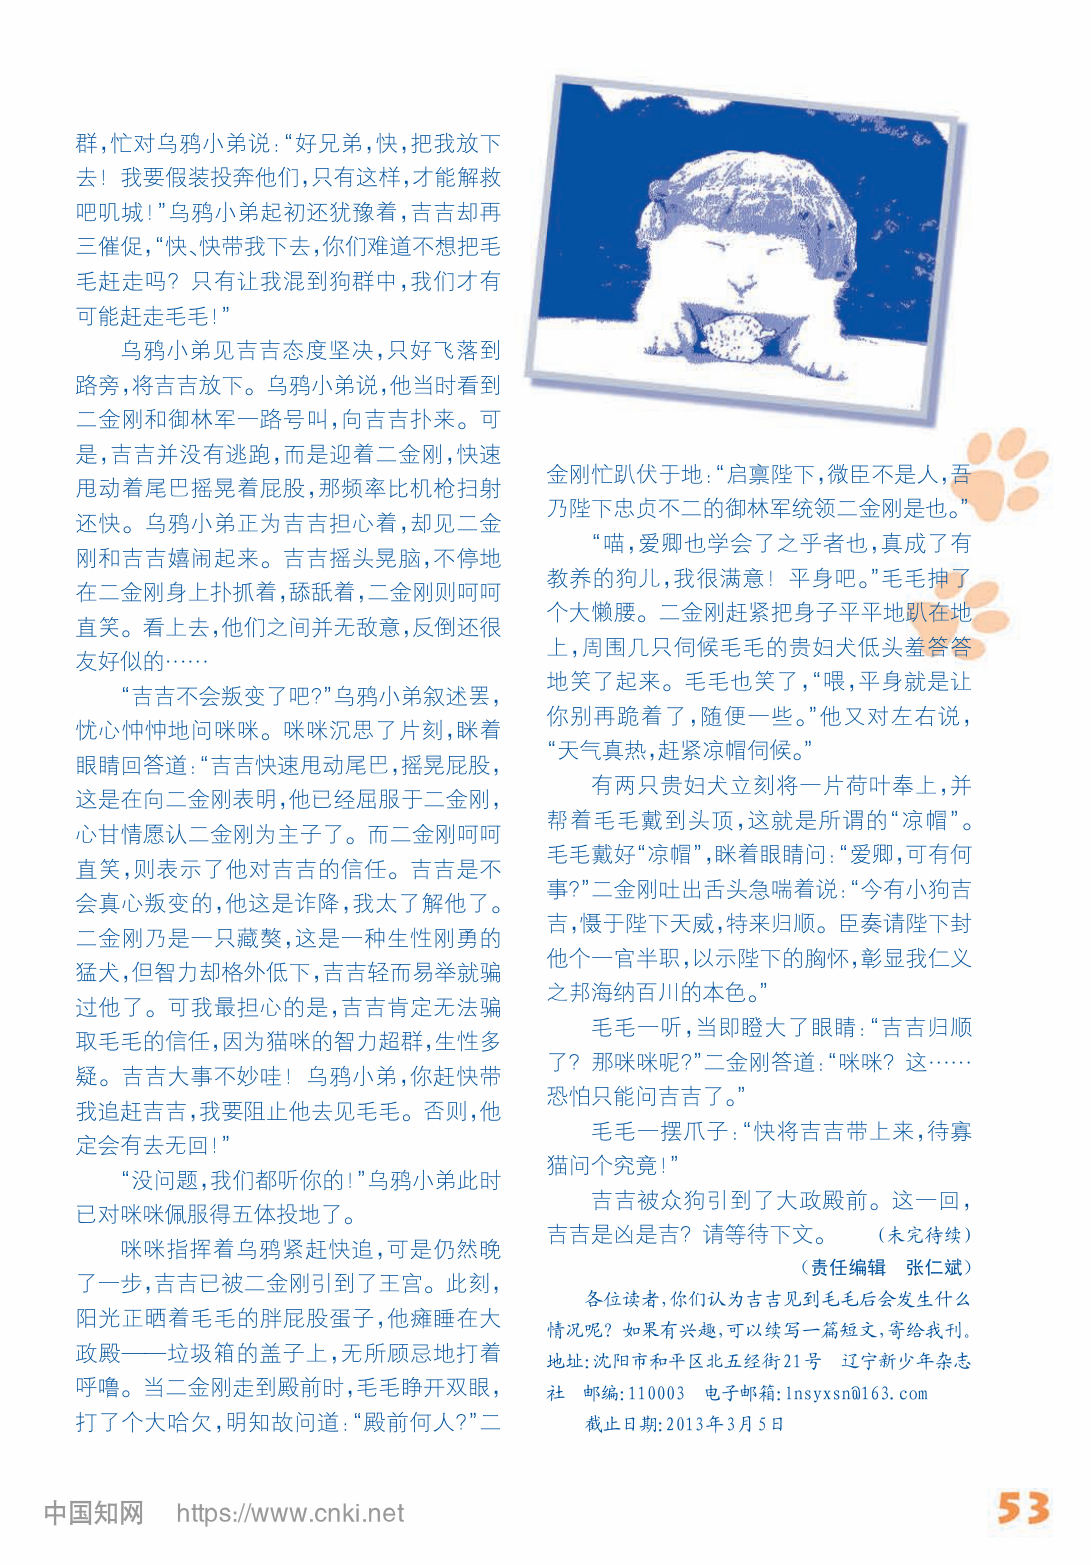 群,忙对乌鸦小弟说:“好兄弟,快,把我放下
去! 我要假装投奔他们,只有这样,才能解救
吧叽城!”乌鸦小弟起初还犹豫着,吉吉却再
三催促,“快、快带我下去,你们难道不想把毛
毛赶走吗? 只有让我混到狗群中,我们才有
可能赶走毛毛!”
乌鸦小弟见吉吉态度坚决,只好飞落到
路旁,将吉吉放下。乌鸦小弟说,他当时看到
二金刚和御林军一路号叫,向吉吉扑来。可
是,吉吉并没有逃跑,而是迎着二金刚,快速
甩动着尾巴摇晃着屁股,那频率比机枪扫射
还快。乌鸦小弟正为吉吉担心着,却见二金
刚和吉吉嬉闹起来。吉吉摇头晃脑,不停地
在二金刚身上扑抓着,舔舐着,二金刚则呵呵
直笑。看上去,他们之间并无敌意,反倒还很
友好似的……
“吉吉不会叛变了吧?”乌鸦小弟叙述罢,
忧心忡忡地问咪咪。咪咪沉思了片刻,眯着
眼睛回答道:“吉吉快速甩动尾巴,摇晃屁股,
这是在向二金刚表明,他已经屈服于二金刚,
心甘情愿认二金刚为主子了。而二金刚呵呵
直笑,则表示了他对吉吉的信任。吉吉是不
会真心叛变的,他这是诈降,我太了解他了。
二金刚乃是一只藏獒,这是一种生性刚勇的
猛犬,但智力却格外低下,吉吉轻而易举就骗
过他了。可我最担心的是,吉吉肯定无法骗
取毛毛的信任,因为猫咪的智力超群,生性多
疑。吉吉大事不妙哇! 乌鸦小弟,你赶快带
我追赶吉吉,我要阻止他去见毛毛。否则,他
定会有去无回!”
“没问题,我们都听你的!”乌鸦小弟此时
已对咪咪佩服得五体投地了。
咪咪指挥着乌鸦紧赶快追,可是仍然晚
了一步,吉吉已被二金刚引到了王宫。此刻,
阳光正晒着毛毛的胖屁股蛋子,他瘫睡在大
政殿——垃圾箱的盖子上,无所顾忌地打着
呼噜。当二金刚走到殿前时,毛毛睁开双眼,
打了个大哈欠,明知故问道:“殿前何人?”二
金刚忙趴伏于地:“启禀陛下,微臣不是人,吾
乃陛下忠贞不二的御林军统领二金刚是也。”
“喵,爱卿也学会了之乎者也,真成了有
教养的狗儿,我很满意! 平身吧。”毛毛抻了
个大懒腰。二金刚赶紧把身子平平地趴在地
上,周围几只伺候毛毛的贵妇犬低头羞答答
地笑了起来。毛毛也笑了,“喂,平身就是让
你别再跪着了,随便一些。”他又对左右说,
“天气真热,赶紧凉帽伺候。”
有两只贵妇犬立刻将一片荷叶奉上,并
帮着毛毛戴到头顶,这就是所谓的“凉帽”。
毛毛戴好“凉帽”,眯着眼睛问:“爱卿,可有何
事?”二金刚吐出舌头急喘着说:“今有小狗吉
吉,慑于陛下天威,特来归顺。臣奏请陛下封
他个一官半职,以示陛下的胸怀,彰显我仁义
之邦海纳百川的本色。”
毛毛一听,当即瞪大了眼睛:“吉吉归顺
了? 那咪咪呢?”二金刚答道:“咪咪? 这……
恐怕只能问吉吉了。”
毛毛一摆爪子:“快将吉吉带上来,待寡
猫问个究竟!”
吉吉被众狗引到了大政殿前。这一回,
吉吉是凶是吉? 请等待下文。 (未完待续)
(责任编辑 张仁斌)
各位读者,你们认为吉吉见到毛毛后会发生什么
情况呢? 如果有兴趣,可以续写一篇短文,寄给我刊。
地址:沈阳市和平区北五经街21号 辽宁新少年杂志
社 邮编:110003 电子邮箱:lnsyxsn@163.com
截止日期:2013年3月5日
中国知网 https://www.cnki.net
53